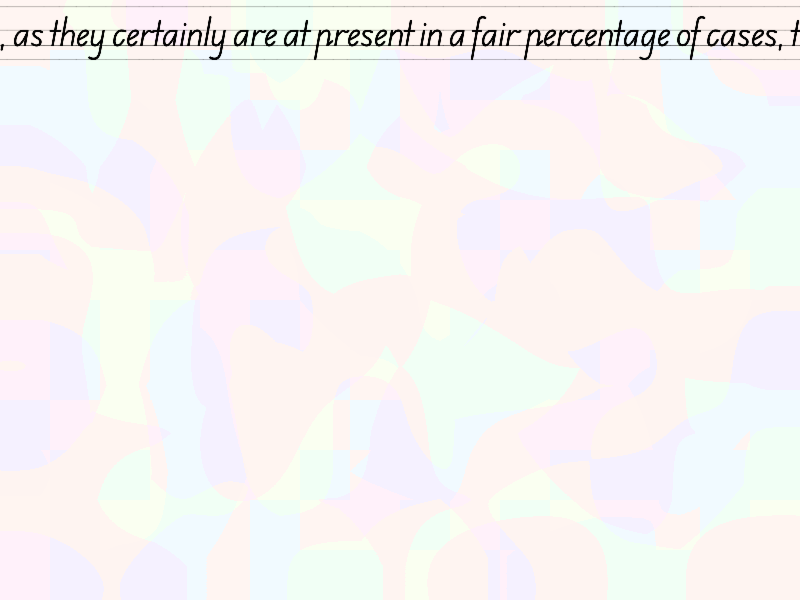 , as they certainly are at present in a fair percentage of cases, t